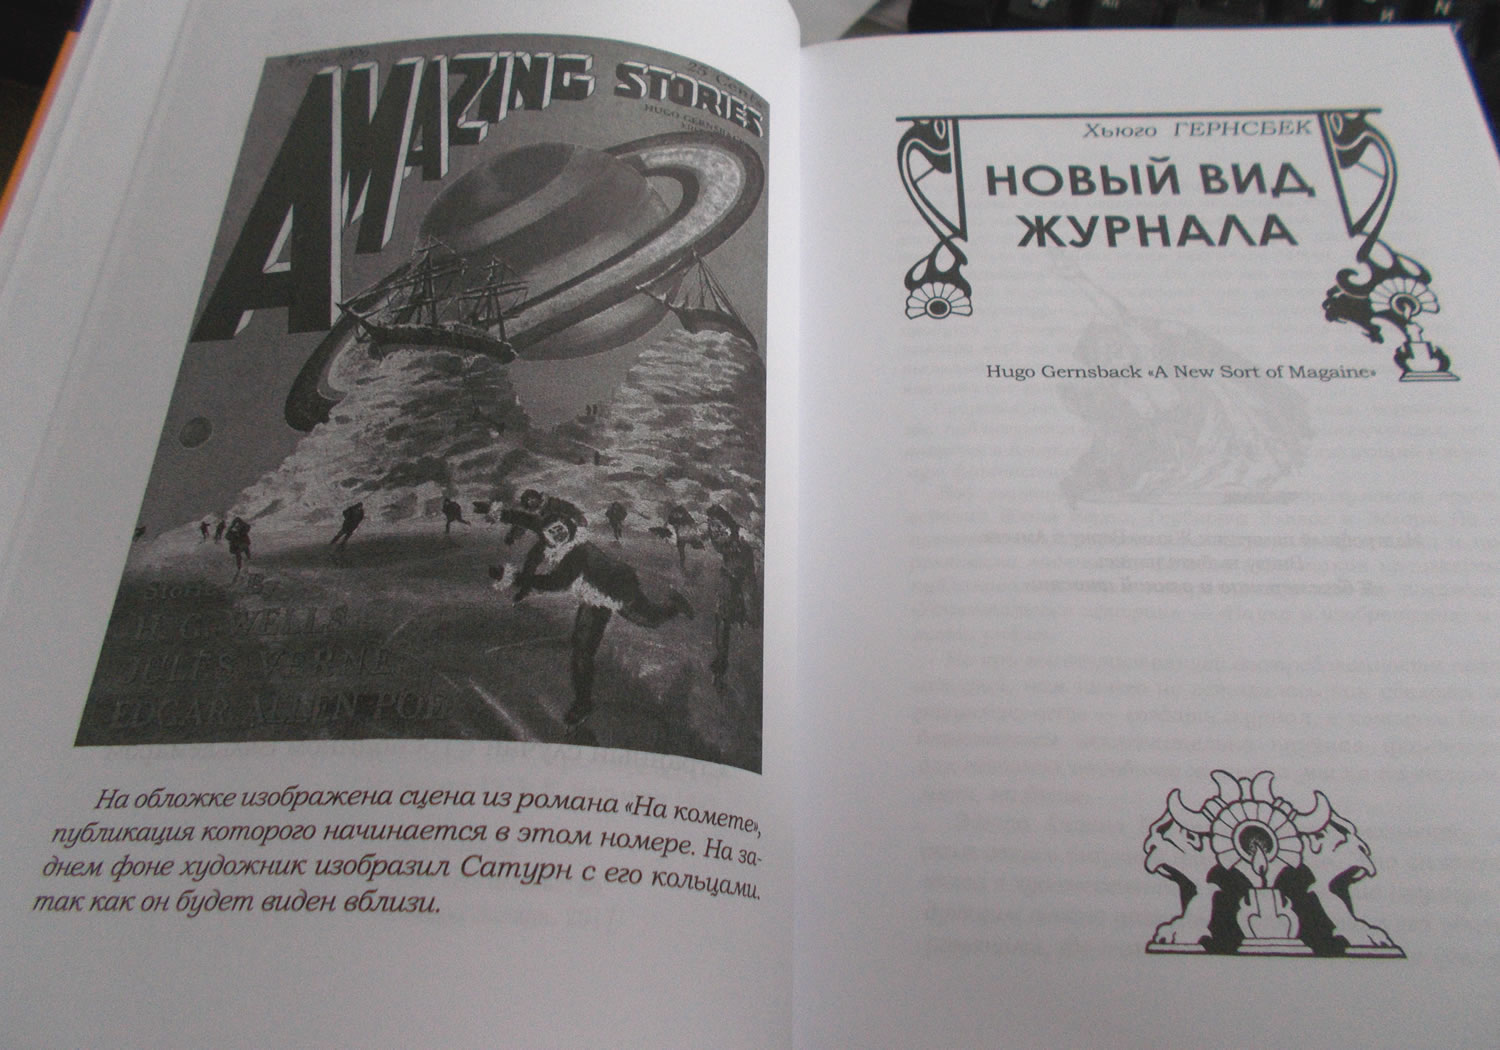 25 Cents
AMAZING STORIES
HUGO GERNSBACK
Stories By
H. G. WELLS
JULES VERNE
EDGAR ALLEN POE
На обложке изображена сцена из романа «На комете»,
публикация которого начинается в этом номере. На за-
днем фоне художник изобразил Сатурн с его кольцами.
так как он будет виден вблизи.
Хьюго ГЕРНСБЕК
НОВЫЙ ВИД
ЖУРНАЛА
Hugo Gernsback «A New Sort of Magaine»